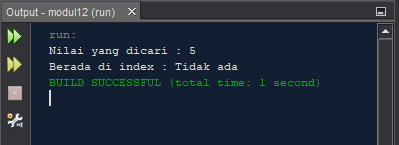 Output - modul12 (run)
run:
Nilai yang dicari : 5
Berada di index : Tidak ada
BUILD SUCCESSFUL (total time: 1 second)